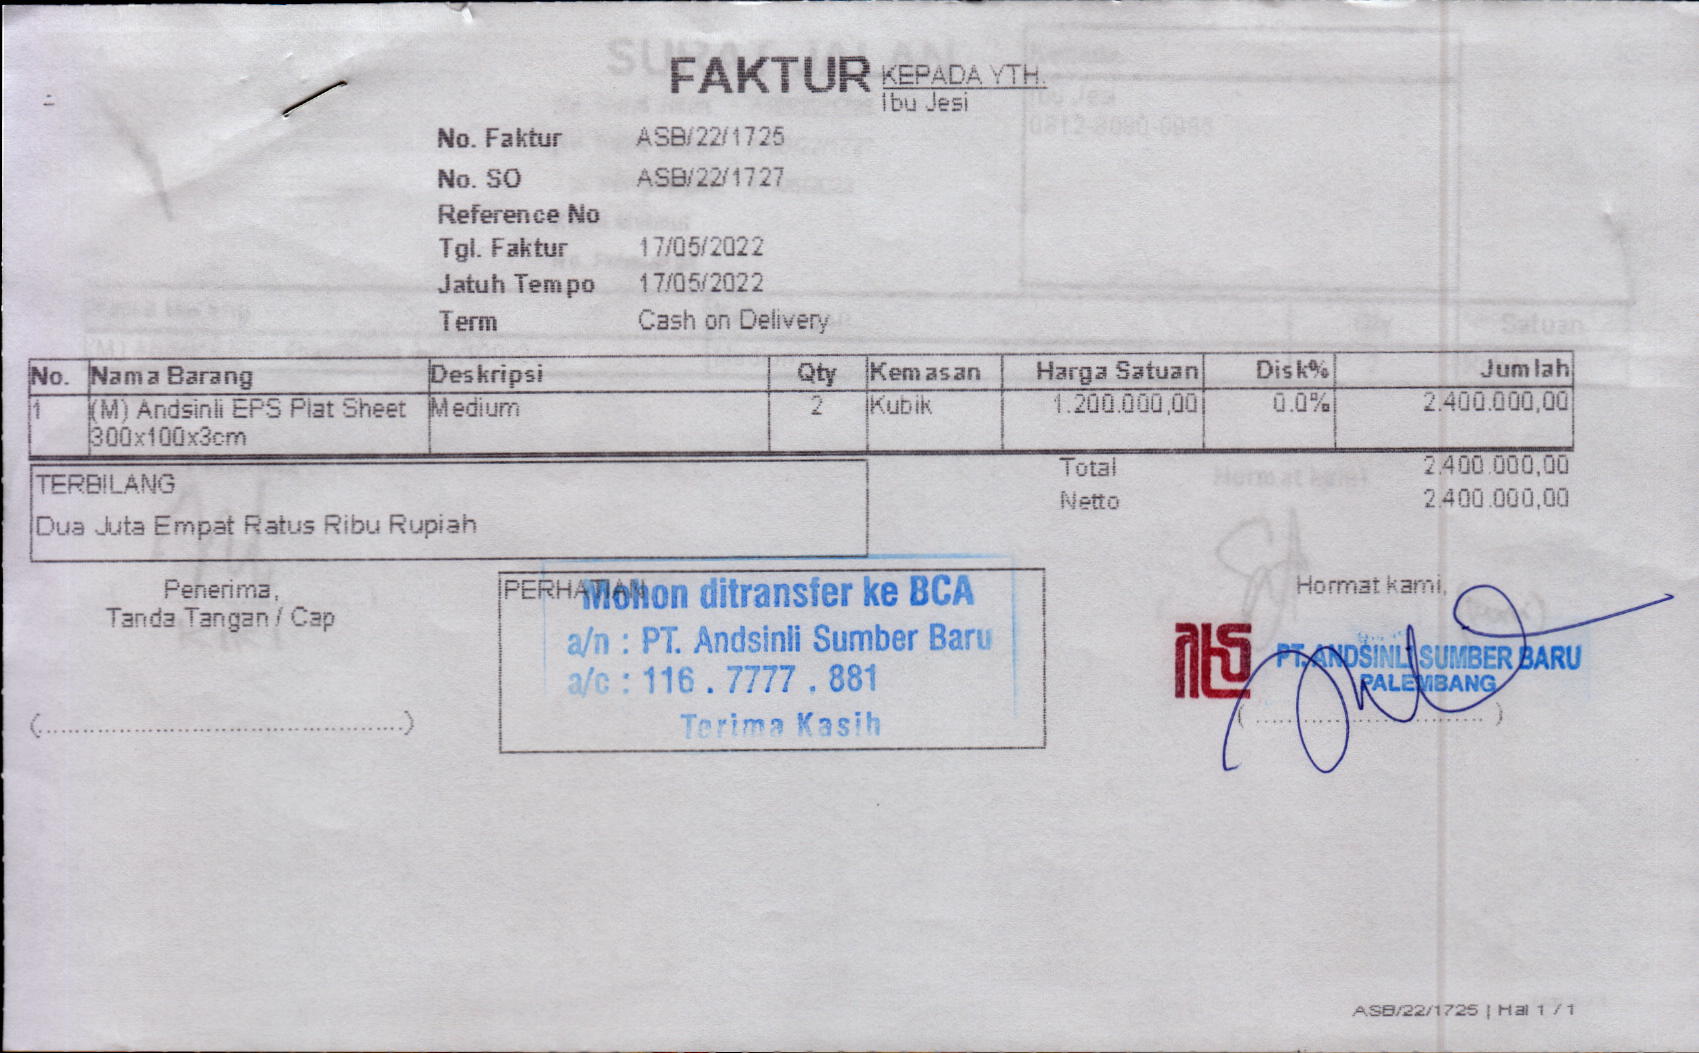 FAKTUR
KEPADA YTH.
Ibu Jesi
No. Faktur ASB/22/1725
No. SO ASB/22/1727
Reference No
Tgl. Faktur 17/05/2022
Jatuh Tempo 17/05/2022
Term Cash on Delivery
No. Nama Barang Deskripsi Qty Kemasan Harga Satuan Disk% Jumlah
1 (M) Andsinli EPS Plat Sheet Medium 2 Kubik 1.200.000,00 0.0% 2.400.000,00
300x100x3cm
Total 2.400.000,00
Netto 2.400.000,00
TERBILANG
Dua Juta Empat Ratus Ribu Rupiah
Penerima,
Tanda Tangan / Cap
(............................................)
PERHATIAN
Mohon ditransfer ke BCA
a/n : PT. Andsinli Sumber Baru
a/c : 116 . 7777 . 881
Terima Kasih
Hormat kami,
PT. ANDSINLI SUMBER BARU
PALEMBANG
( ............................ )
ASB/22/1725 | Hal 1 / 1